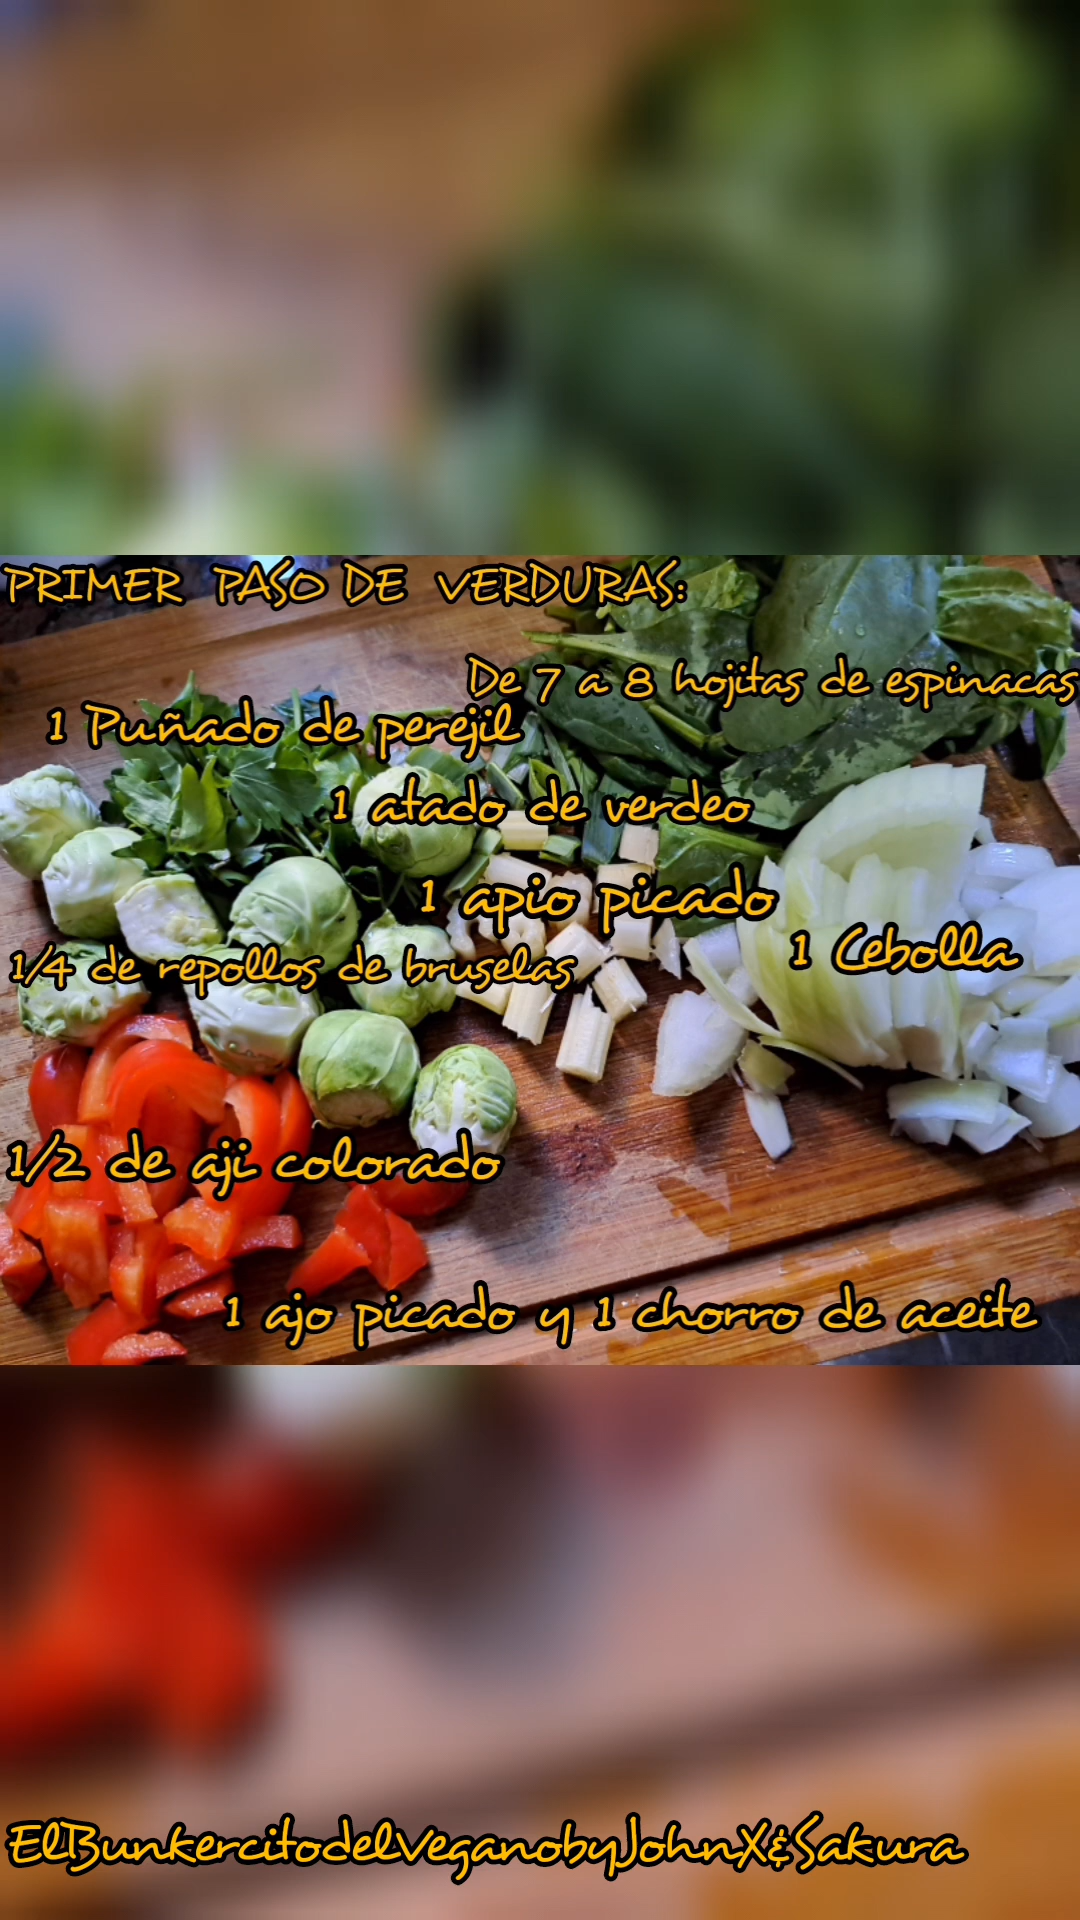 PRIMER PASO DE VERDURAS:
De 7 a 8 hojitas de espinacas
1 Puñado de perejil
1 atado de verdeo
1 apio picado
1 Cebolla
1/4 de repollos de bruselas
1/2 de aji colorado
1 ajo picado y 1 chorro de aceite
ElBunkercitodelVeganobyJohnX&Sakura